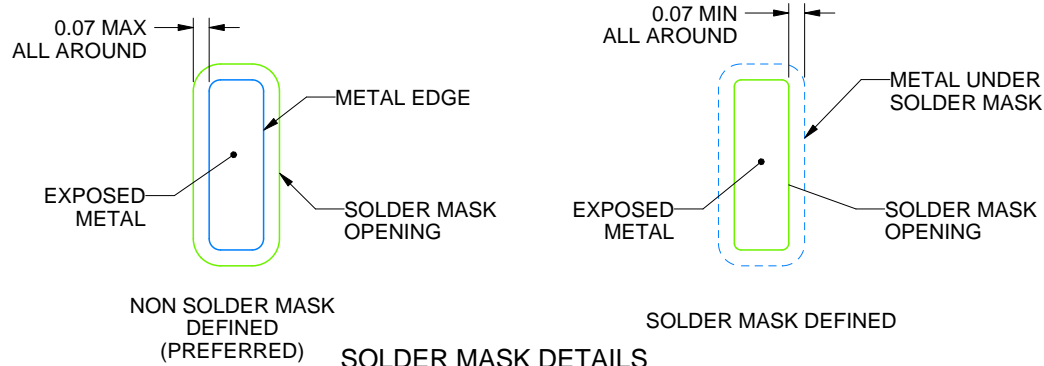 0.07 MAX
ALL AROUND
METAL EDGE
EXPOSED
METAL
SOLDER MASK
OPENING
NON SOLDER MASK
DEFINED
(PREFERRED)
0.07 MIN
ALL AROUND
METAL UNDER
SOLDER MASK
EXPOSED
METAL
SOLDER MASK
OPENING
SOLDER MASK DEFINED
SOLDER MASK DETAILS